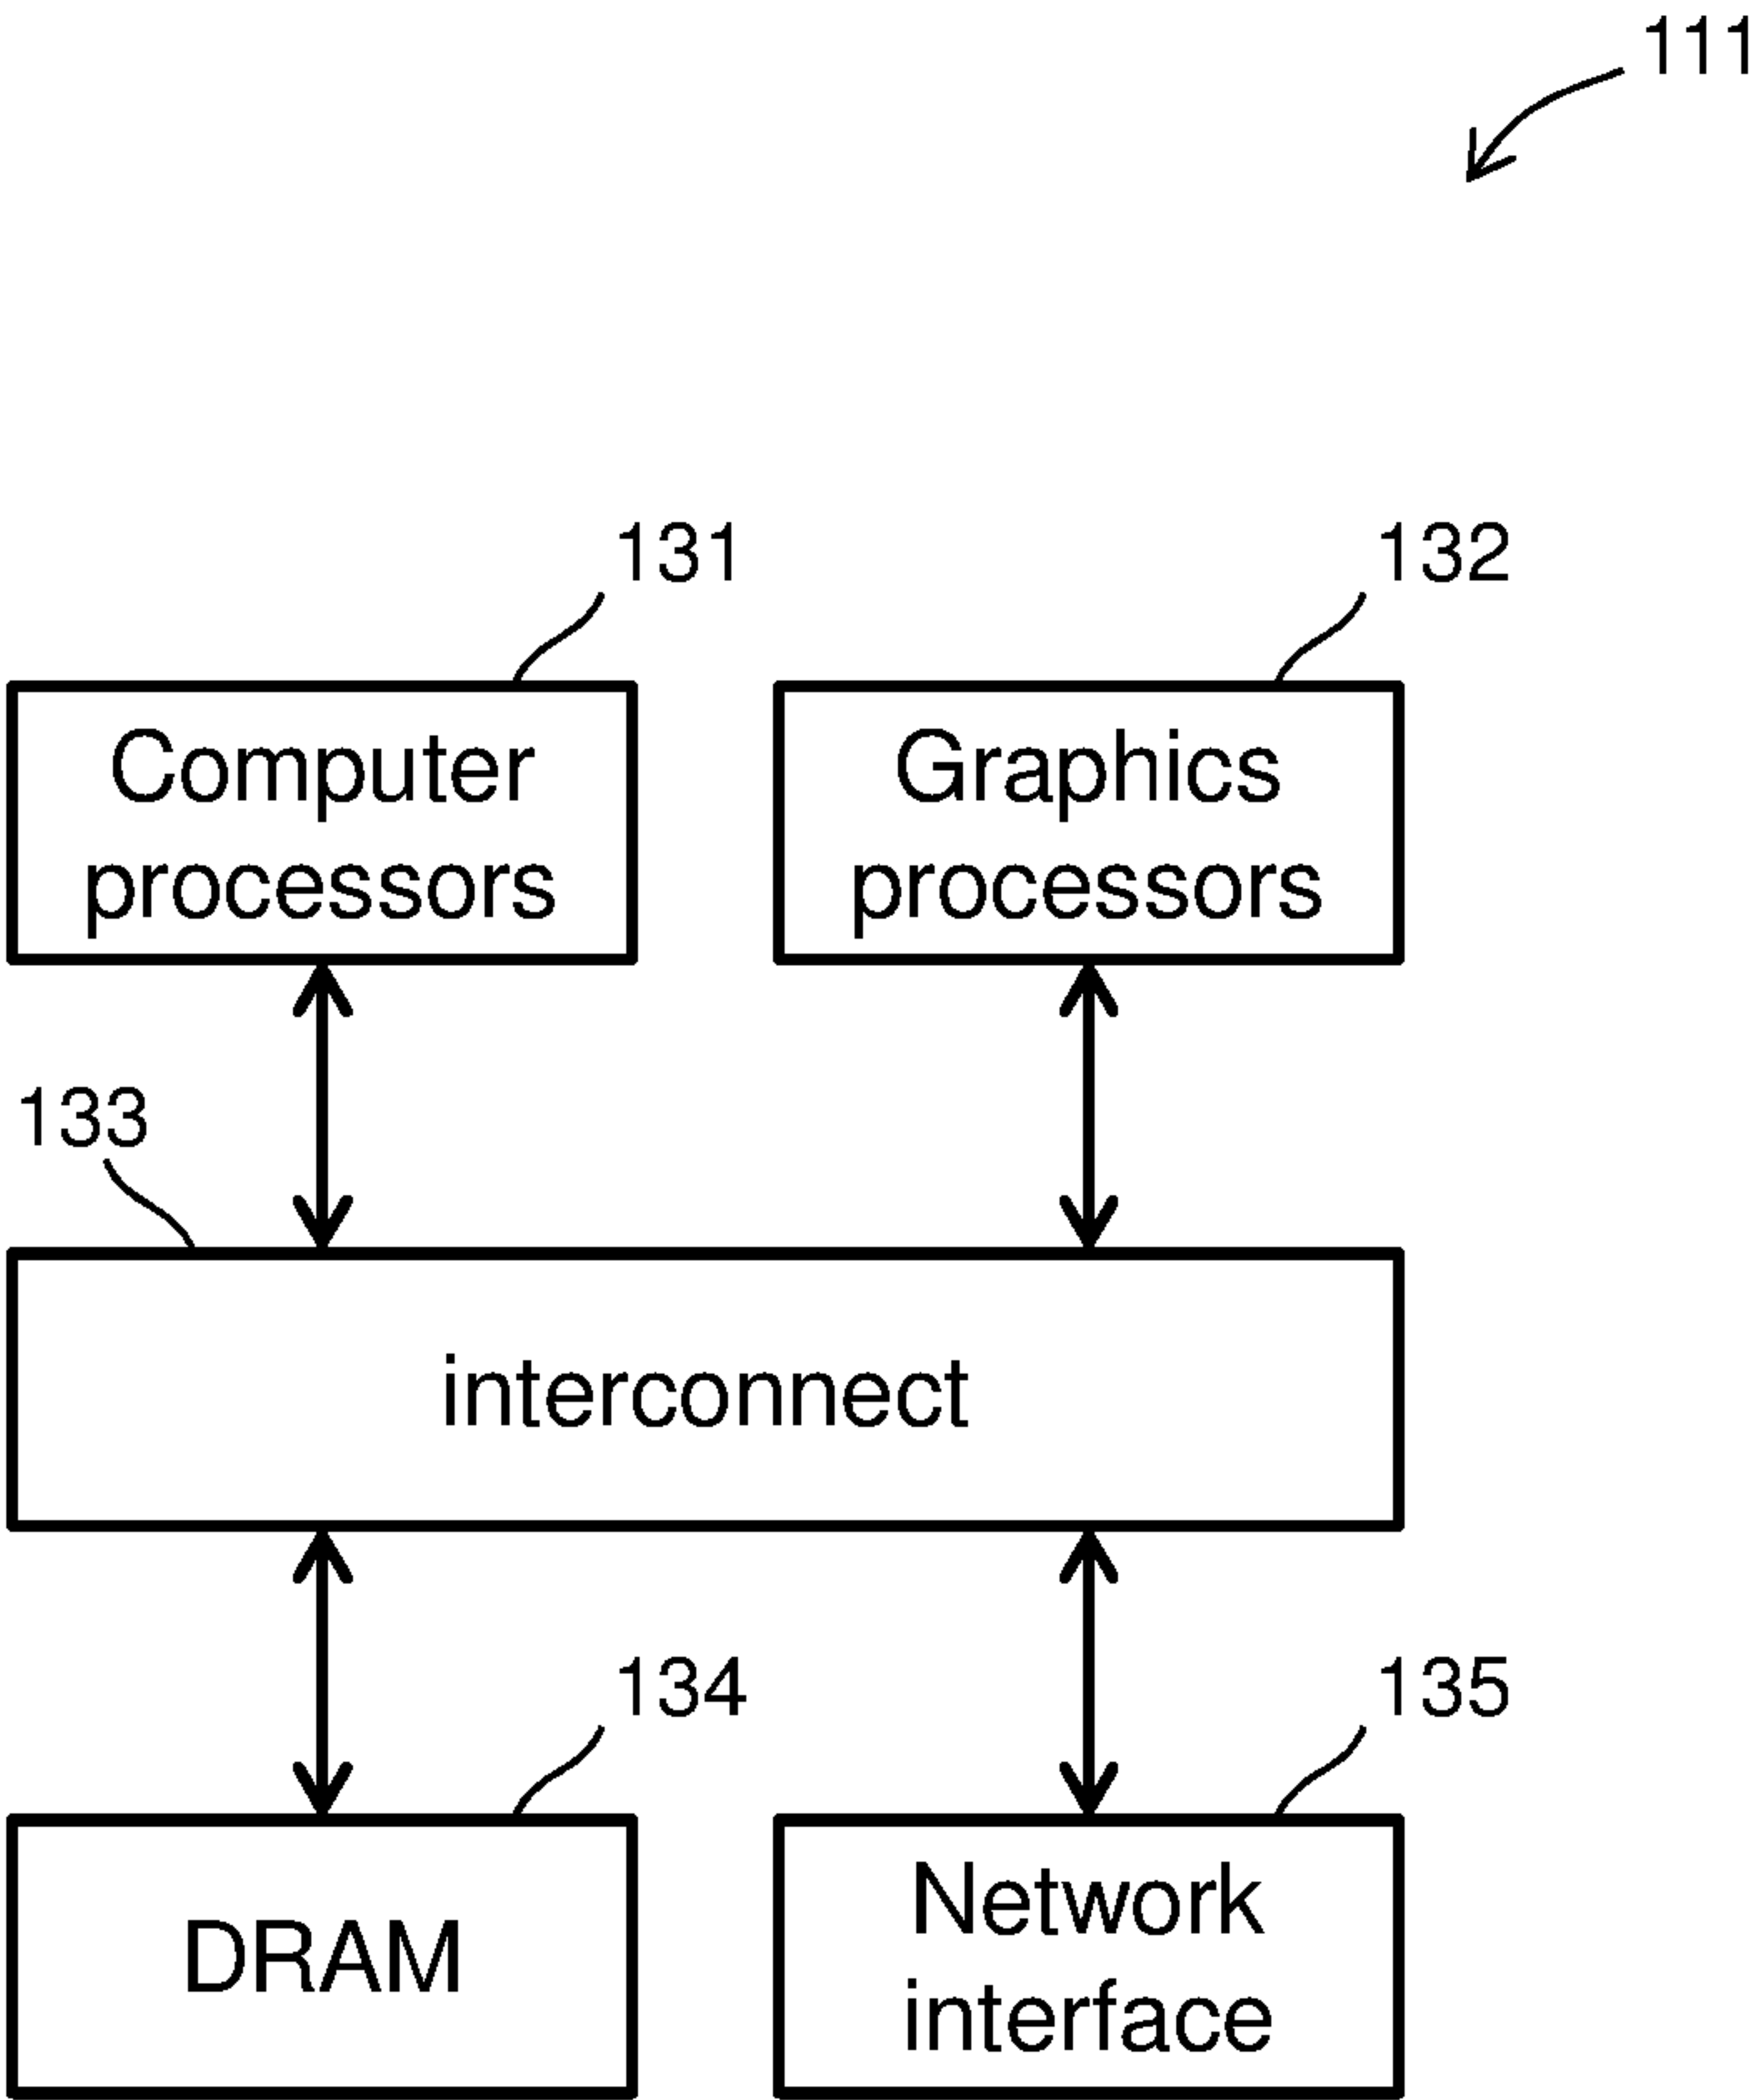 111
131
132
Computer
processors
Graphics
processors
133
interconnect
134
135
DRAM
Network
interface